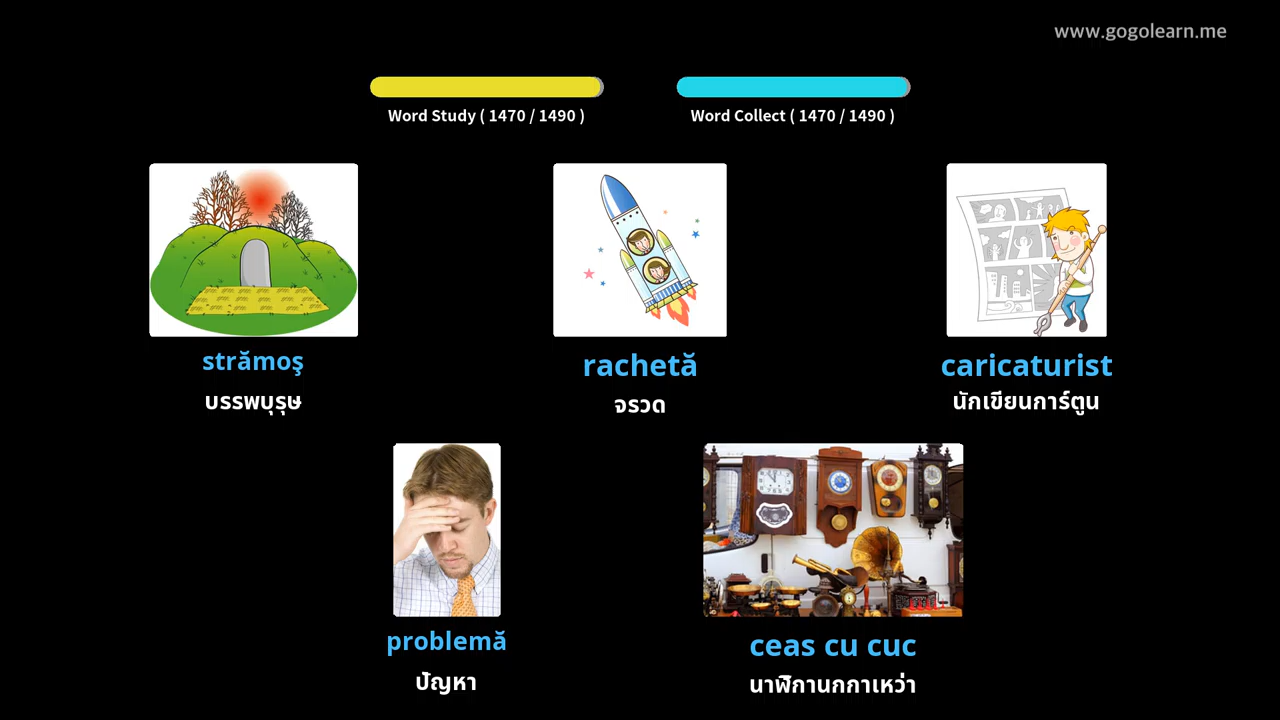 www.gogolearn.me
Word Study ( 1470 / 1490 )
Word Collect ( 1470 / 1490 )
strămoş
บรรพบุรุษ
rachetă
จรวด
caricaturist
นักเขียนการ์ตูน
problemă
ปัญหา
ceas cu cuc
นาฬิกานกกาเหว่า